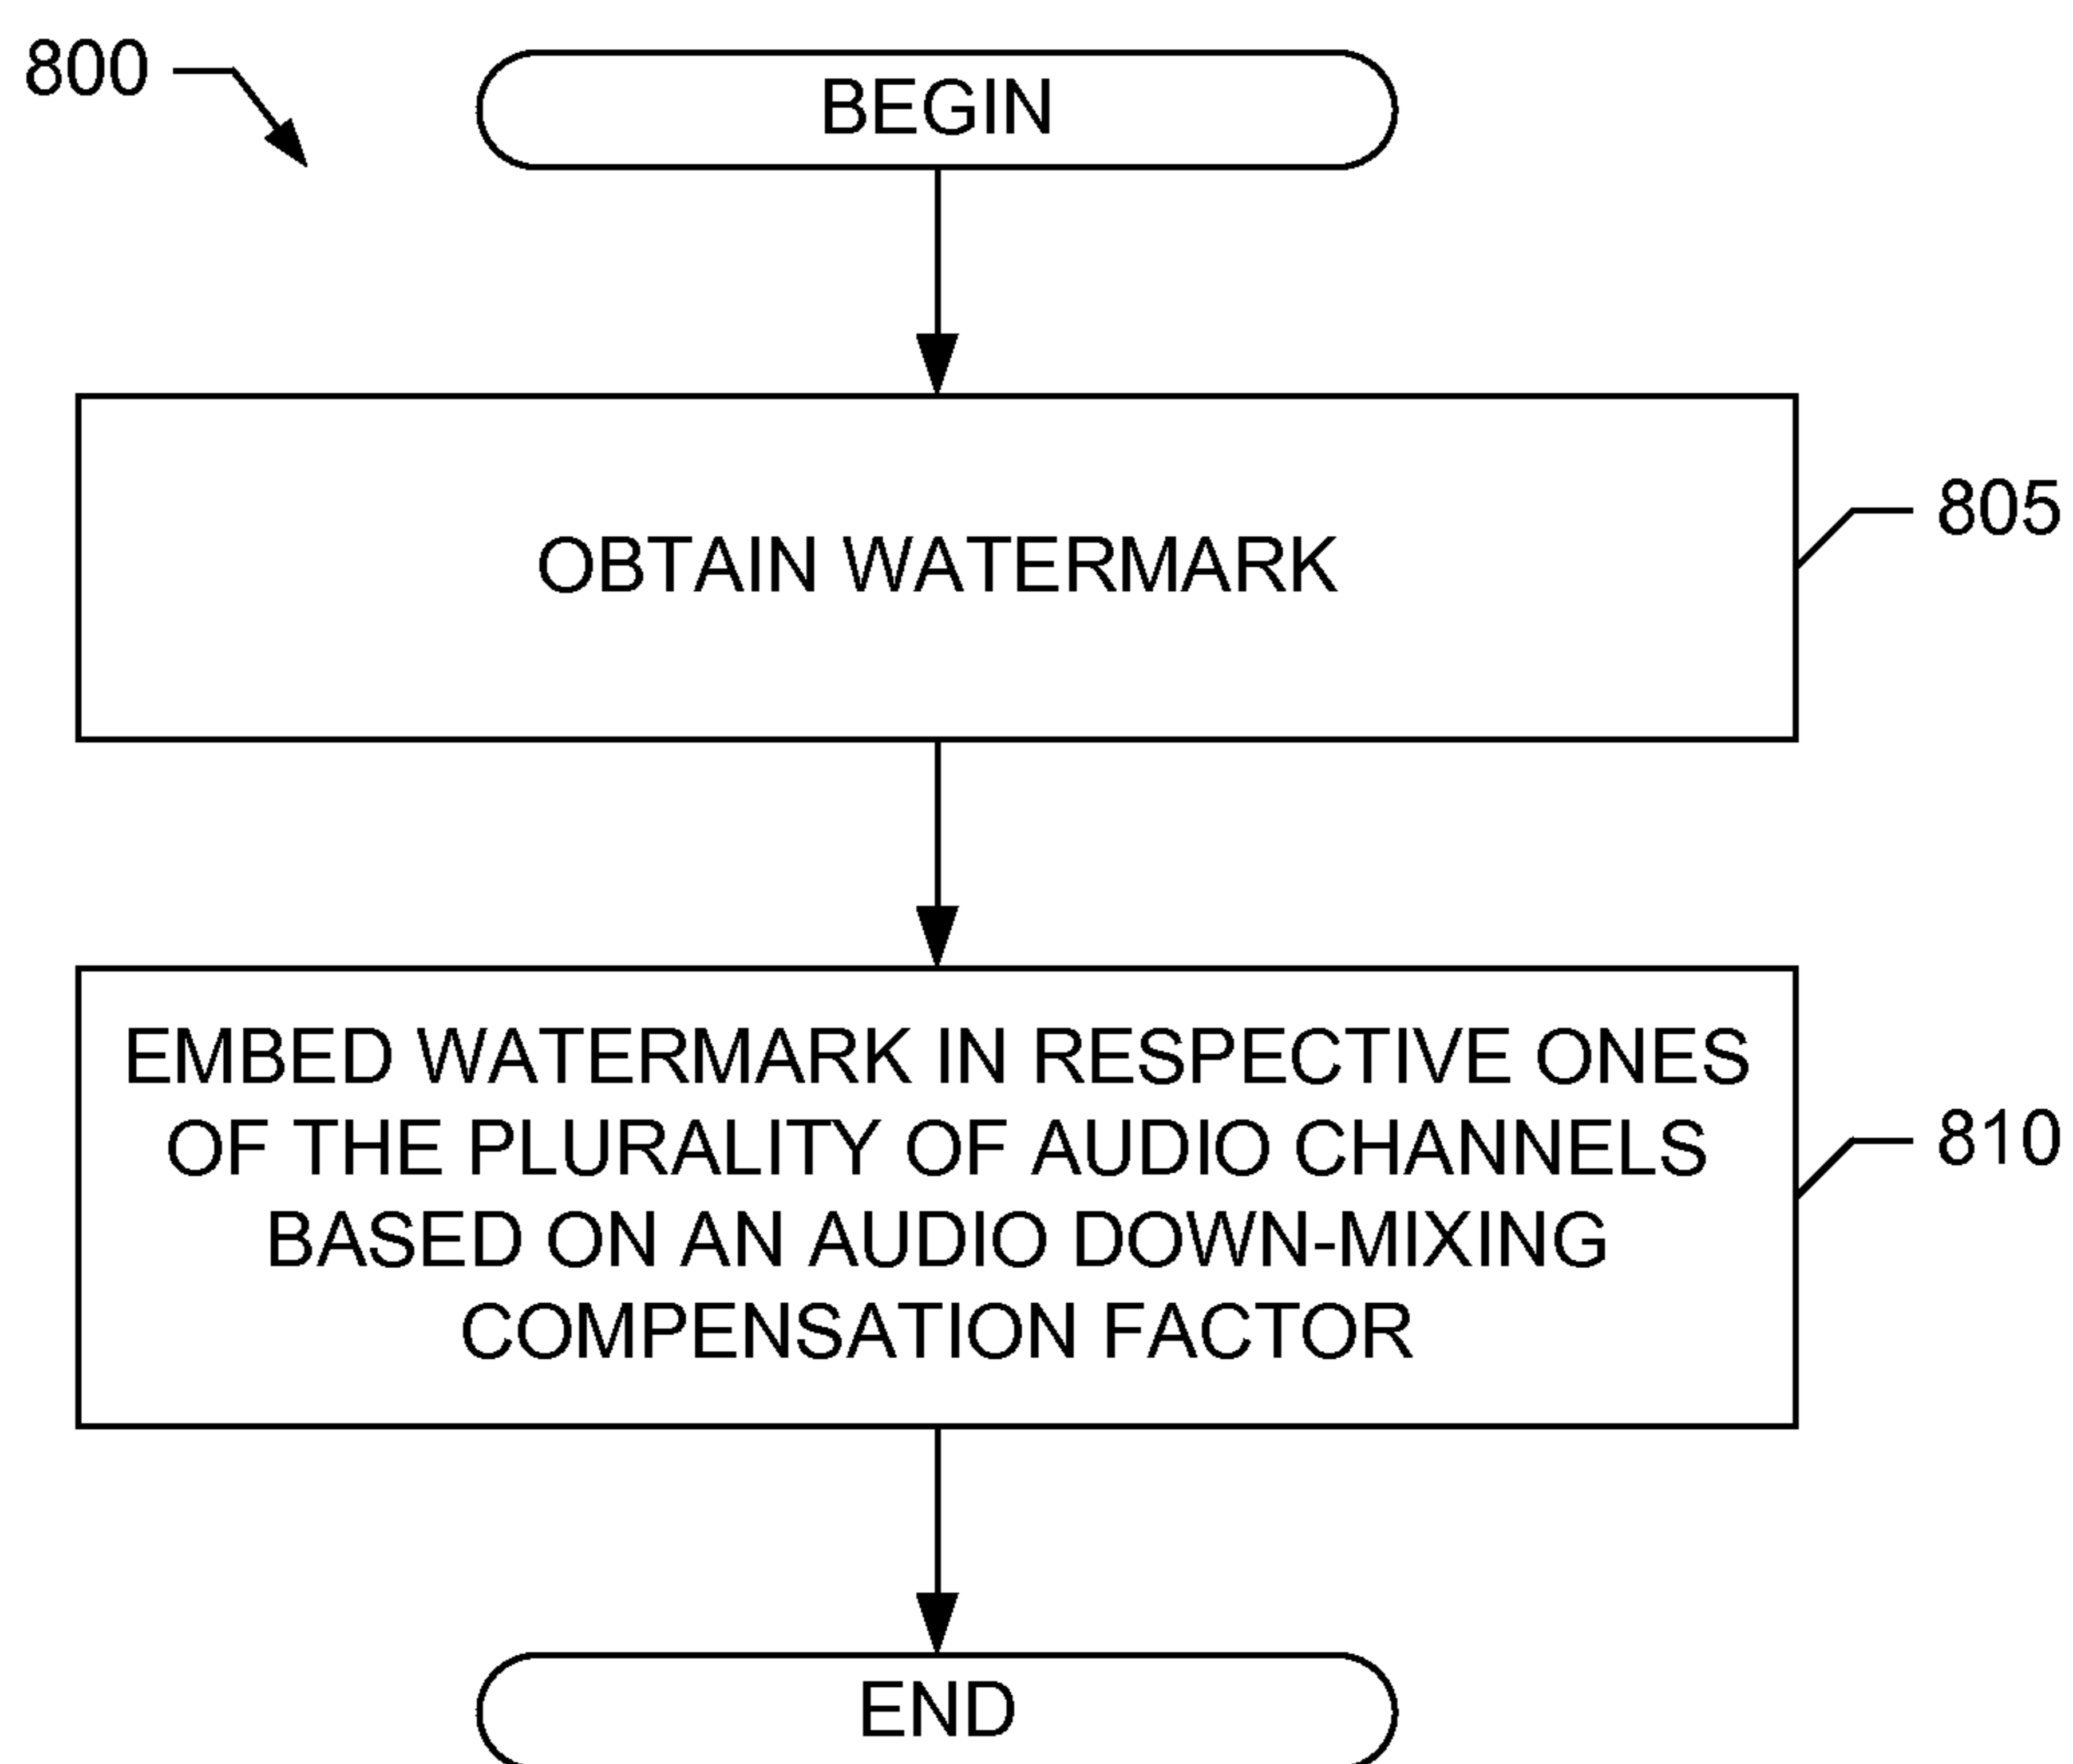 800
BEGIN
OBTAIN WATERMARK
805
EMBED WATERMARK IN RESPECTIVE ONES
OF THE PLURALITY OF AUDIO CHANNELS
BASED ON AN AUDIO DOWN-MIXING
COMPENSATION FACTOR
810
END